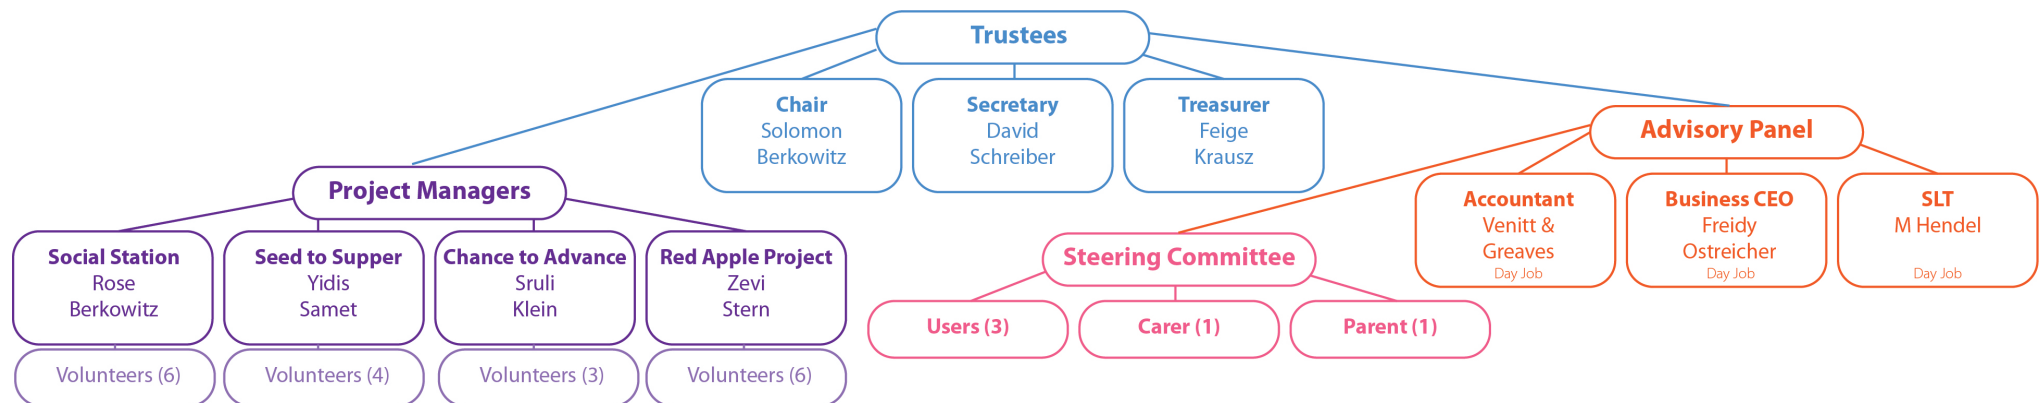 Trustees
Chair
Solomon
Berkowitz
Secretary
David
Schreiber
Treasurer
Feige
Krausz
Advisory Panel
Accountant
Venitt &
Greaves
Day Job
Business CEO
Freidy
Ostreicher
Day Job
SLT
M Hendel
Day Job
Project Managers
Social Station
Rose
Berkowitz
Volunteers (6)
Seed to Supper
Yidis
Samet
Volunteers (4)
Chance to Advance
Sruli
Klein
Volunteers (3)
Red Apple Project
Zevi
Stern
Volunteers (6)
Steering Committee
Users (3)
Carer (1)
Parent (1)